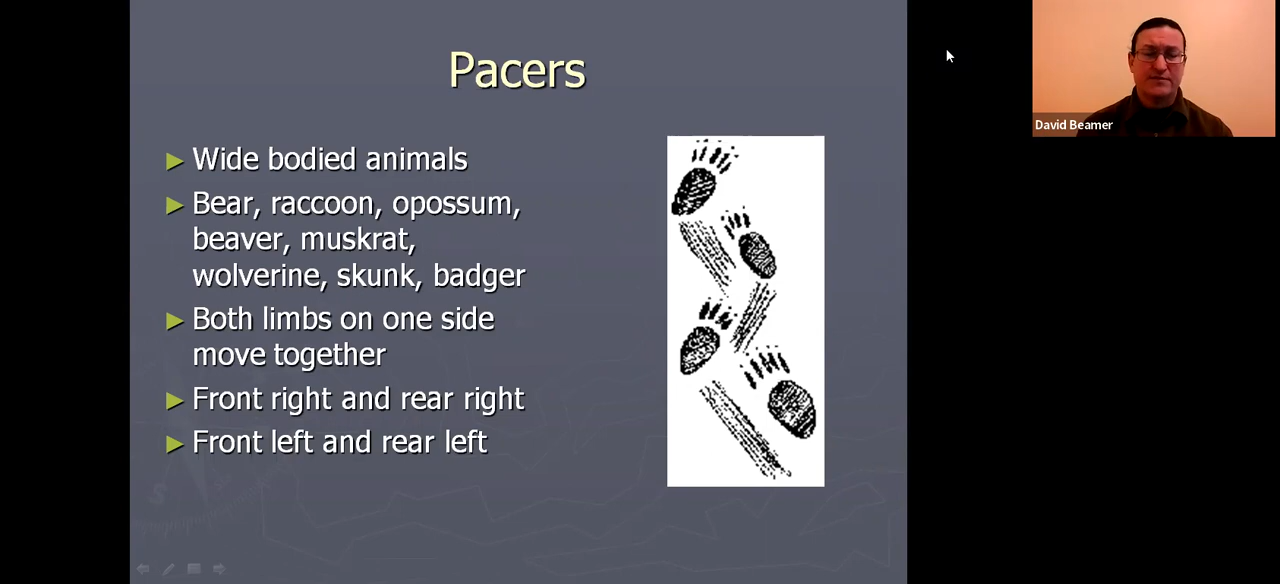 Pacers
► Wide bodied animals
► Bear, raccoon, opossum,
beaver, muskrat,
wolverine, skunk, badger
► Both limbs on one side
move together
► Front right and rear right
► Front left and rear left
David Beamer